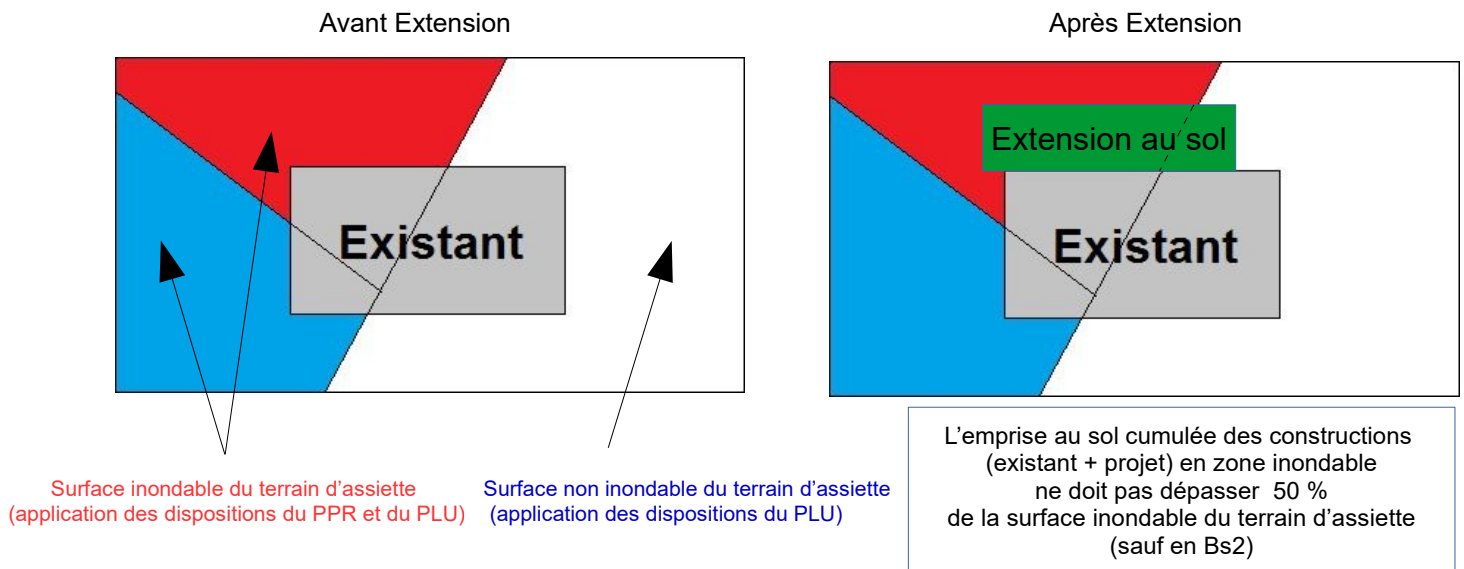 Avant Extension
Après Extension
Existant
Extension au sol
Existant
Surface inondable du terrain d'assiette
(application des dispositions du PPR et du PLU)
Surface non inondable du terrain d'assiette
(application des dispositions du PLU)
L'emprise au sol cumulée des constructions
(existant + projet) en zone inondable
ne doit pas dépasser 50 %
de la surface inondable du terrain d'assiette
(sauf en Bs2)